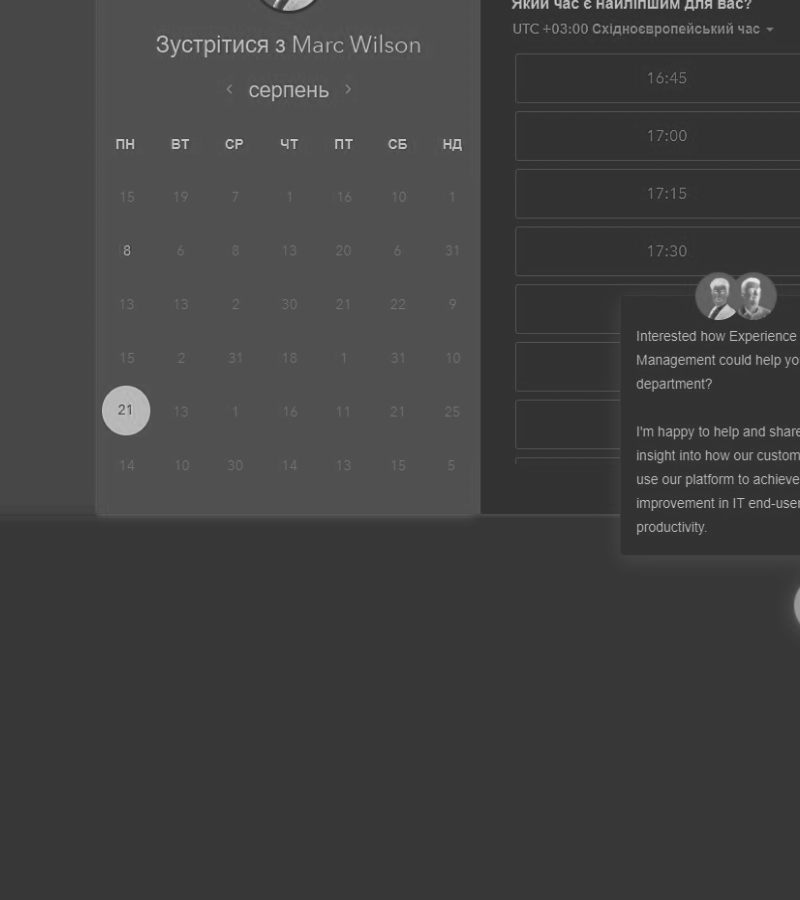 Зустрітися з Marc Wilson
серпень
ПН ВТ СР ЧТ ПТ СБ НД
15 19 7 1 16 10 1
8 6 8 13 20 6 31
13 13 2 30 21 22 9
15 2 31 18 1 31 10
21 13 1 16 11 21 25
14 10 30 14 13 15 5
Який час є найліпшим для вас?
UTC +03:00 Східноєвропейський час
16:45
17:00
17:15
17:30
Interested how Experience
Management could help
department?
I'm happy to help and share
insight into how our
use our platform to achieve
improvement in IT
productivity.